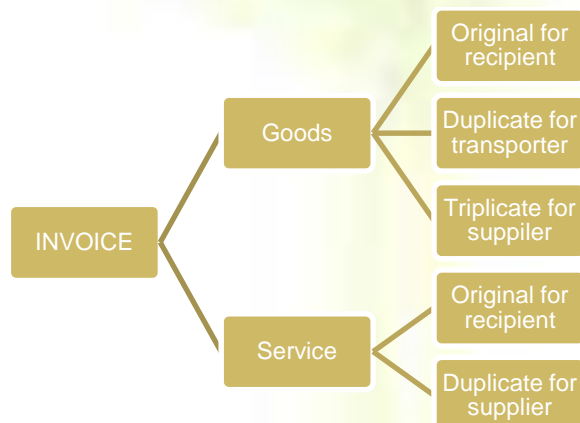 Original for
recipient
Goods
Duplicate for
transporter
Triplicate for
suppiler
INVOICE
Original for
recipient
Service
Duplicate for
supplier